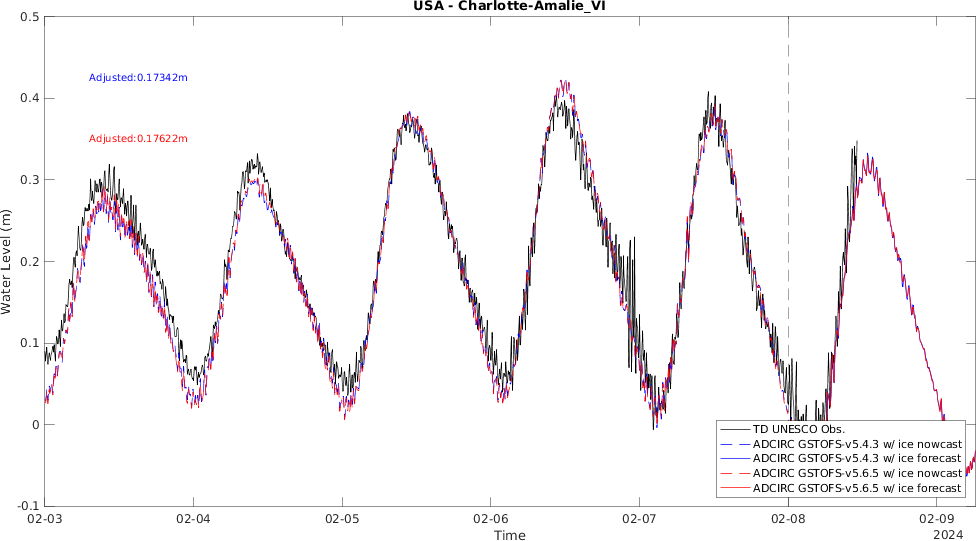 USA - Charlotte-Amalie_VI
0.5
Adjusted:0.17342m
0.4
Adjusted:0.17622m
0.3
Water Level (m)
0.2
0.1
0
-0.1
TD UNESCO Obs.
ADCIRC GSTOFS-v5.4.3 w/ ice nowcast
ADCIRC GSTOFS-v5.4.3 w/ ice forecast
ADCIRC GSTOFS-v5.6.5 w/ ice nowcast
ADCIRC GSTOFS-v5.6.5 w/ ice forecast
02-03 02-04 02-05 02-06 02-07 02-08 02-09
Time
2024